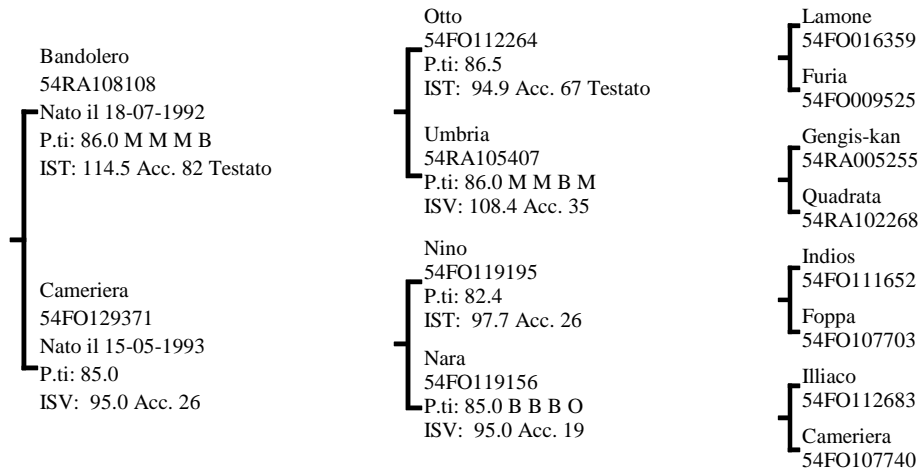 Bandolero
54RA108108
Nato il 18-07-1992
P.ti: 86.0 M M M B
IST: 114.5 Acc. 82 Testato
Cameriera
54FO129371
Nato il 15-05-1993
P.ti: 85.0
ISV: 95.0 Acc. 26
Otto
54FO112264
P.ti: 86.5
IST: 94.9 Acc. 67 Testato
Umbria
54RA105407
P.ti: 86.0 M M B M
ISV: 108.4 Acc. 35
Nino
54FO119195
P.ti: 82.4
IST: 97.7 Acc. 26
Nara
54FO119156
P.ti: 85.0 B B B O
ISV: 95.0 Acc. 19
Lamone
54FO016359
Furia
54FO009525
Gengis-kan
54RA005255
Quadrata
54RA102268
Indios
54FO111652
Foppa
54FO107703
Illiaco
54FO112683
Cameriera
54FO107740